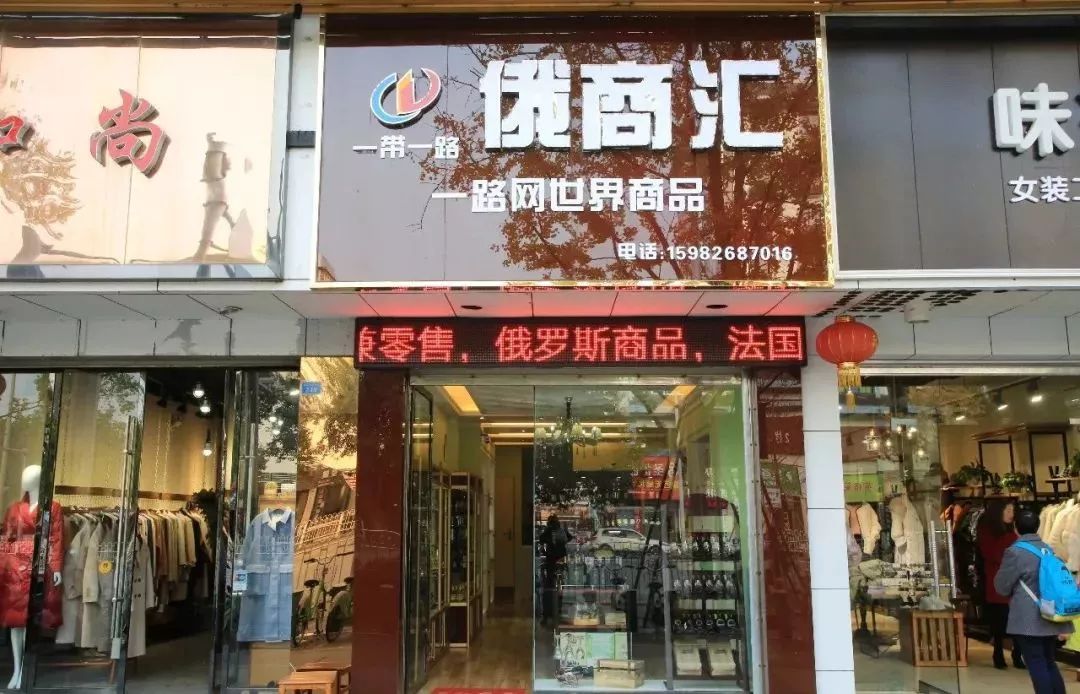 尚
一带一路
俄商汇
一路网世界商品
电话:15982687016
味
女装
零售，俄罗斯商品，法国